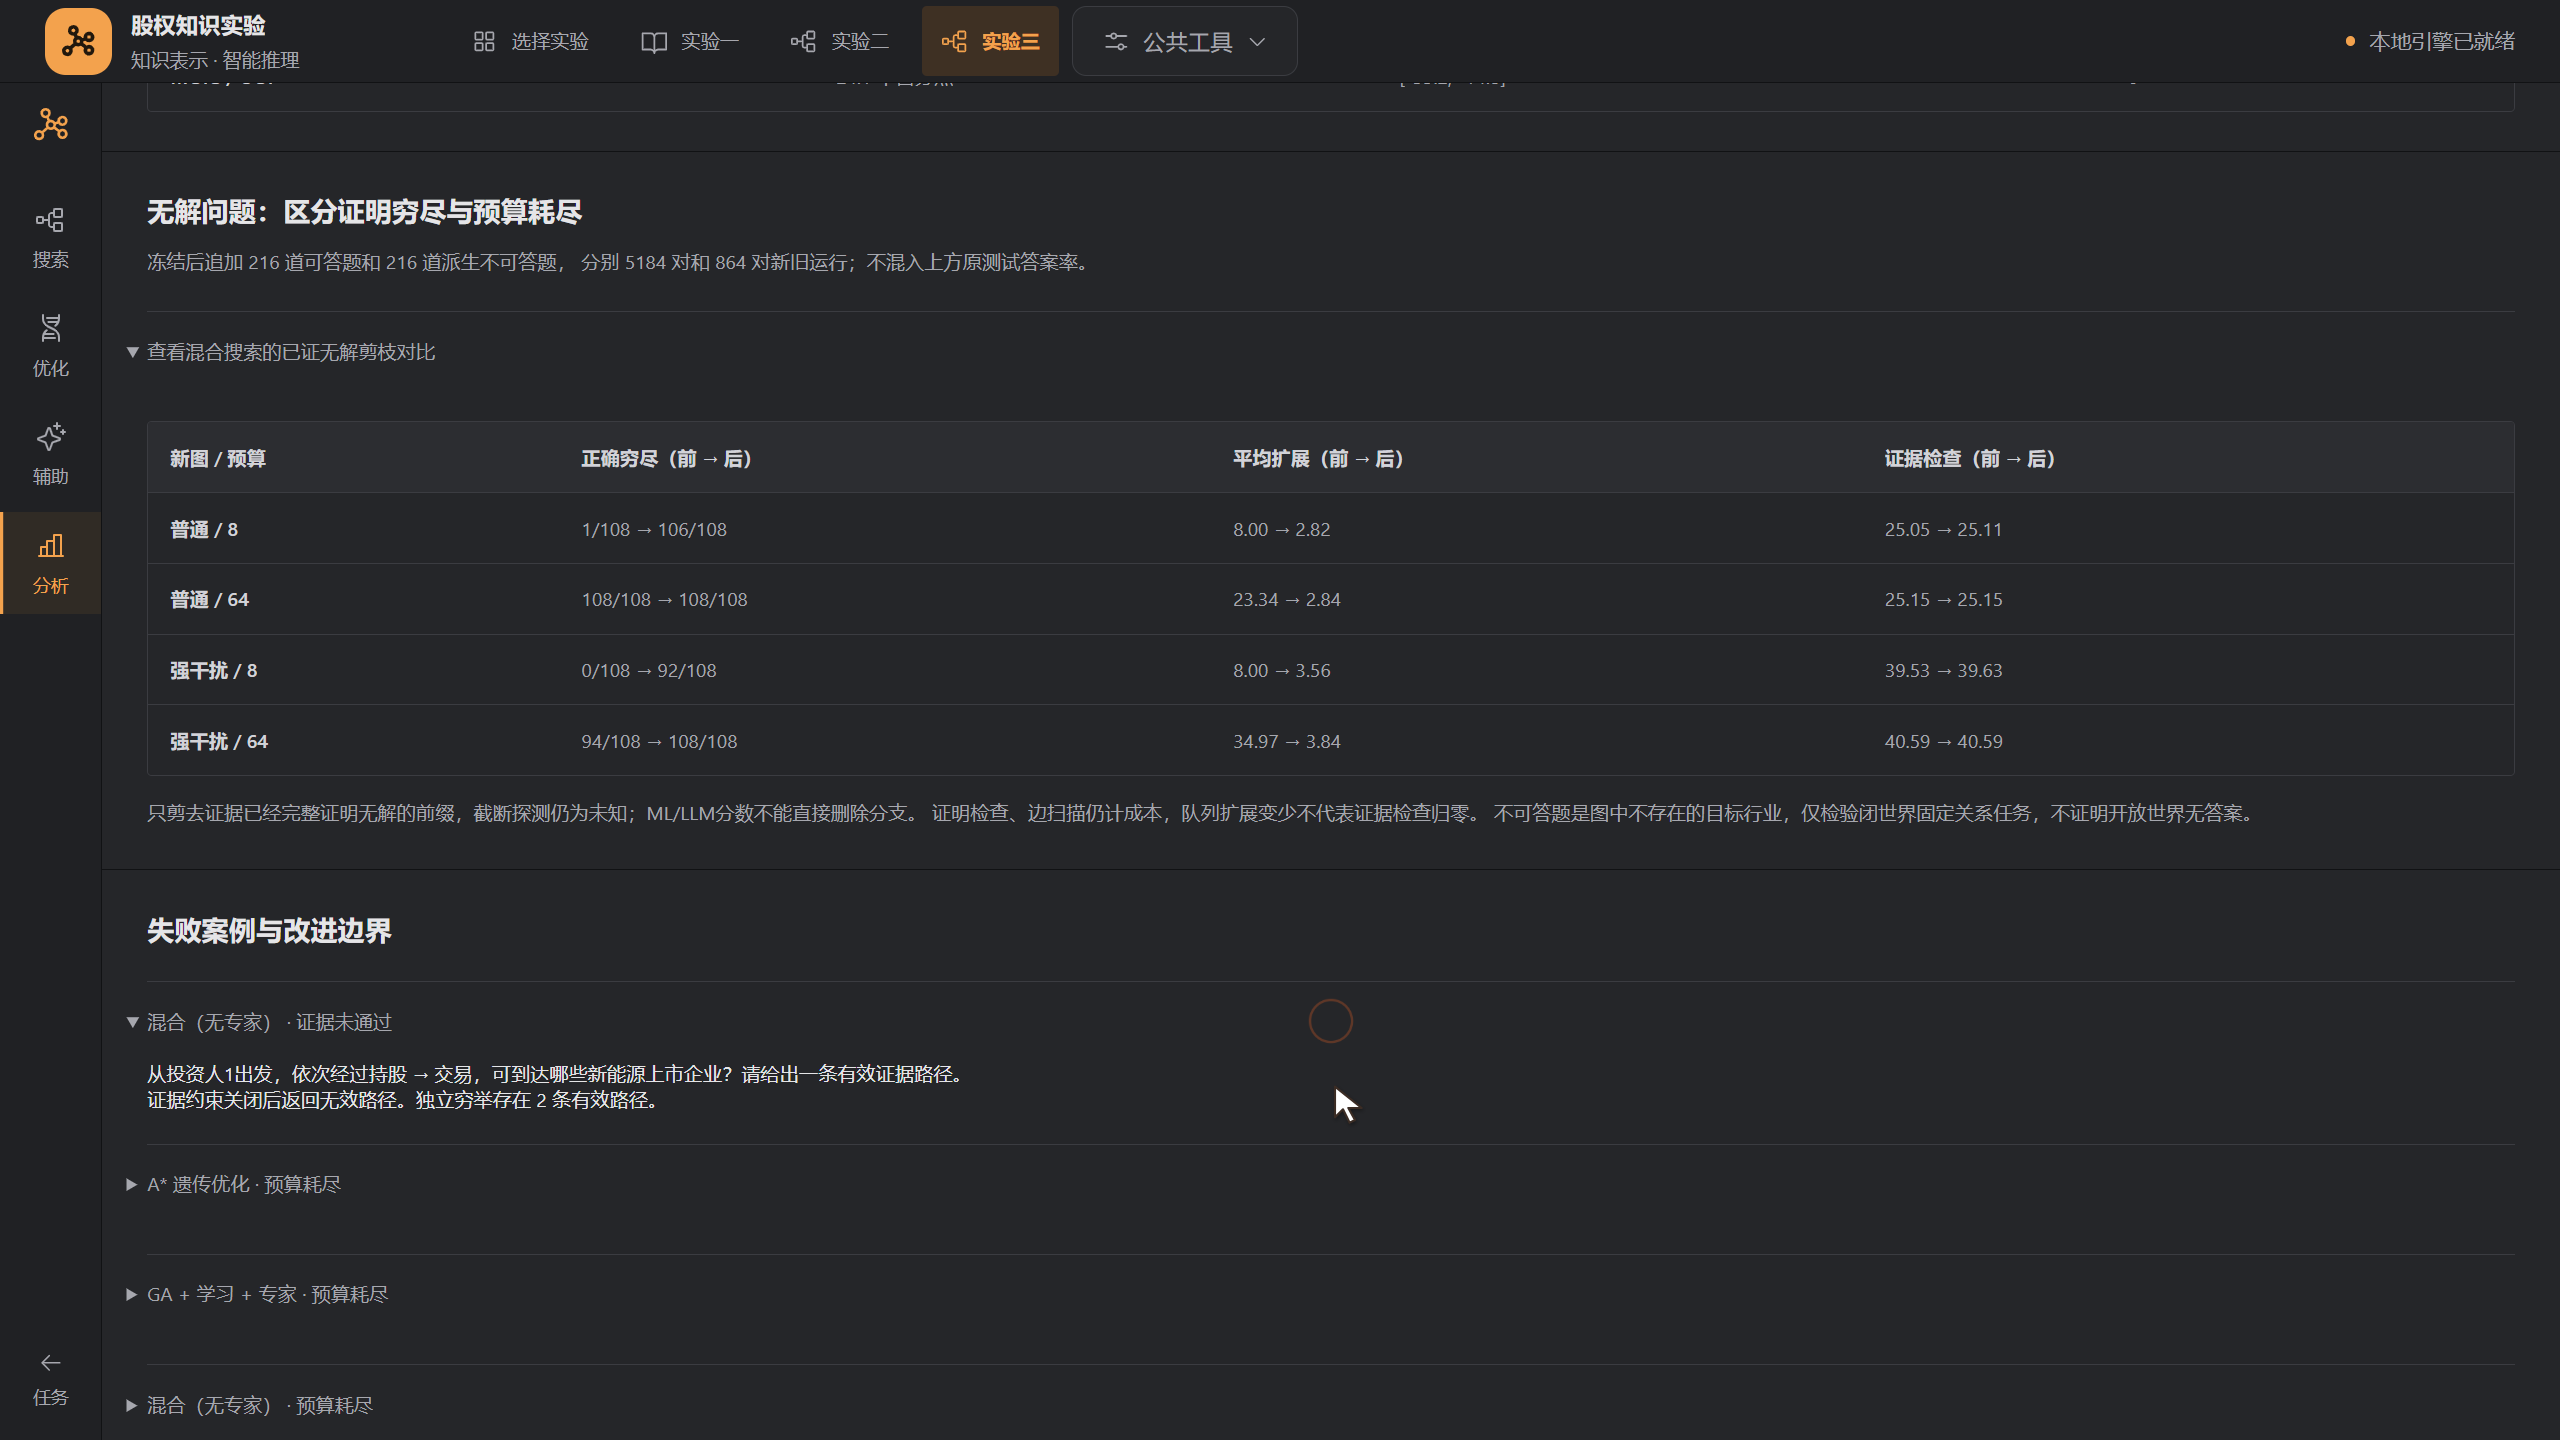 股权知识实验
知识表示 · 智能推理
选择实验
实验一
实验二
实验三
公共工具
本地引擎已就绪
搜索
优化
辅助
分析
任务
无解问题：区分证明穷尽与预算耗尽
冻结后追加 216 道可答题和 216 道派生不可答题， 分别 5184 对和 864 对新旧运行；不混入上方原测试答案率。
查看混合搜索的已证无解剪枝对比
新图 / 预算 正确穷尽（前 → 后） 平均扩展（前 → 后） 证据检查（前 → 后）
普通 / 8 1/108 → 106/108 8.00 → 2.82 25.05 → 25.11
普通 / 64 108/108 → 108/108 23.34 → 2.84 25.15 → 25.15
强干扰 / 8 0/108 → 92/108 8.00 → 3.56 39.53 → 39.63
强干扰 / 64 94/108 → 108/108 34.97 → 3.84 40.59 → 40.59
只剪去证据已经完整证明无解的前缀，截断探测仍为未知；ML/LLM分数不能直接删除分支。 证明检查、边扫描仍计成本，队列扩展变少不代表证据检查归零。 不可答题是图中不存在的目标行业，仅检验闭世界固定关系任务，不证明开放世界无答案。
失败案例与改进边界
混合（无专家） · 证据未通过
从投资人1出发，依次经过持股 → 交易，可到达哪些新能源上市企业？请给出一条有效证据路径。
证据约束关闭后返回无效路径。独立穷举存在 2 条有效路径。
A* 遗传优化 · 预算耗尽
GA + 学习 + 专家 · 预算耗尽
混合（无专家） · 预算耗尽